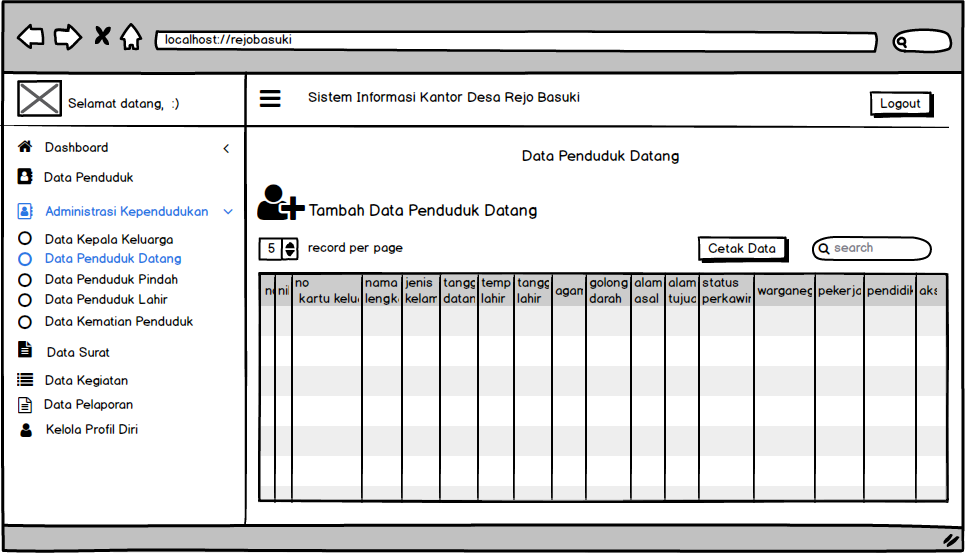 localhost://rejobasuki
Selamat datang, :)
Sistem Informasi Kantor Desa Rejo Basuki
Logout
Dashboard
Data Penduduk
Administrasi Kependudukan
Data Kepala Keluarga
Data Penduduk Datang
Data Penduduk Pindah
Data Penduduk Lahir
Data Kematian Penduduk
Data Surat
Data Kegiatan
Data Pelaporan
Kelola Profil Diri
Data Penduduk Datang
Tambah Data Penduduk Datang
5 record per page
Cetak Data
search
no
kartu kelu
nama
lengk
jenis
kelam
tangg
datan
temp
lahir
tangg
lahir
agam
golong
darah
alam
asal
alam
tujua
status
perkawin
warganeg
pekerja
pendidik
aks